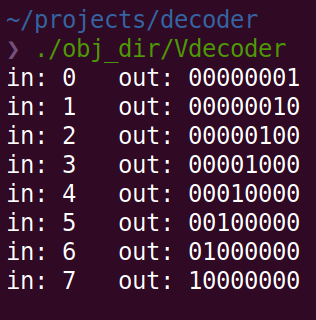 ~/projects/decoder
❯ ./obj_dir/Vdecoder
in: 0   out: 00000001
in: 1   out: 00000010
in: 2   out: 00000100
in: 3   out: 00001000
in: 4   out: 00010000
in: 5   out: 00100000
in: 6   out: 01000000
in: 7   out: 10000000